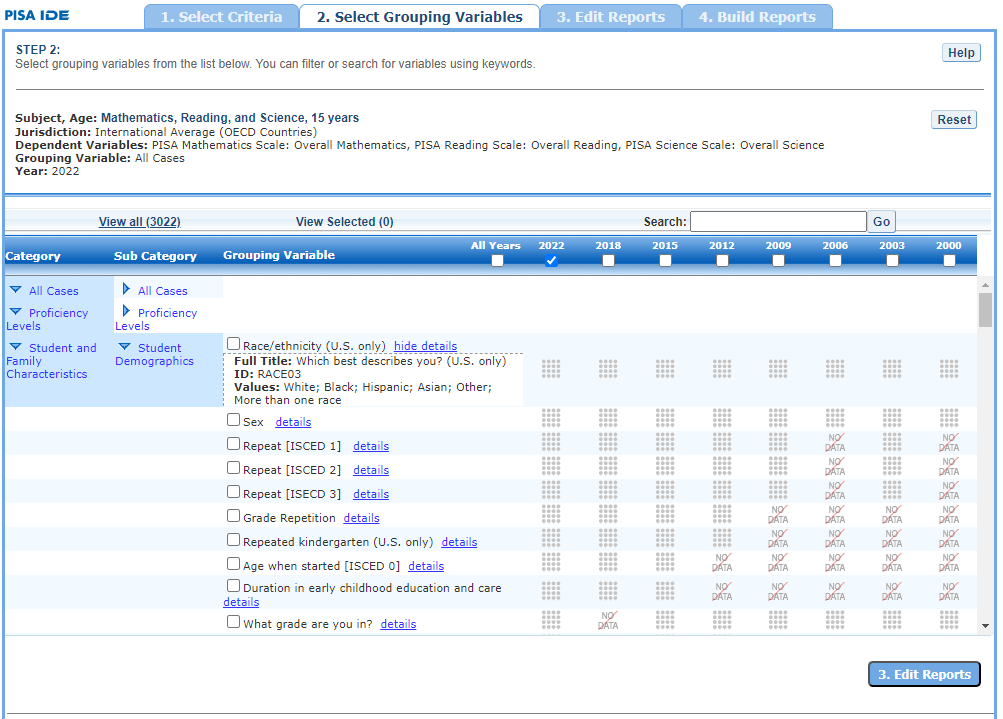 PISA IDE
1. Select Criteria
2. Select Grouping Variables
3. Edit Reports
4. Build Reports
STEP 2:
Select grouping variables from the list below. You can filter or search for variables using keywords.
Help
Subject, Age: Mathematics, Reading, and Science, 15 years
Jurisdiction: International Average (OECD Countries)
Dependent Variables: PISA Mathematics Scale: Overall Mathematics, PISA Reading Scale: Overall Reading, PISA Science Scale: Overall Science
Grouping Variable: All Cases
Year: 2022
Reset
View all (3022)
View Selected (0)
Search:
Go
Category
Sub Category
Grouping Variable
All Years
2022
2018
2015
2012
2009
2006
2003
2000
All Cases
All Cases
Proficiency
Levels
Proficiency
Levels
Student and
Family
Characteristics
Student
Demographics
Race/ethnicity (U.S. only) hide details
Full Title: Which best describes you? (U.S. only)
ID: RACE03
Values: White; Black; Hispanic; Asian; Other;
More than one race
Sex details
Repeat [ISCED 1] details
NO DATA
NO DATA
Repeat [ISCED 2] details
NO DATA
NO DATA
Repeat [ISECD 3] details
NO DATA
NO DATA
Grade Repetition details
NO DATA
NO DATA
NO DATA
NO DATA
Repeated kindergarten (U.S. only) details
NO DATA
NO DATA
NO DATA
NO DATA
Age when started [ISCED 0] details
NO DATA
NO DATA
NO DATA
NO DATA
NO DATA
Duration in early childhood education and care
details
NO DATA
NO DATA
NO DATA
NO DATA
NO DATA
What grade are you in? details
NO DATA
3. Edit Reports